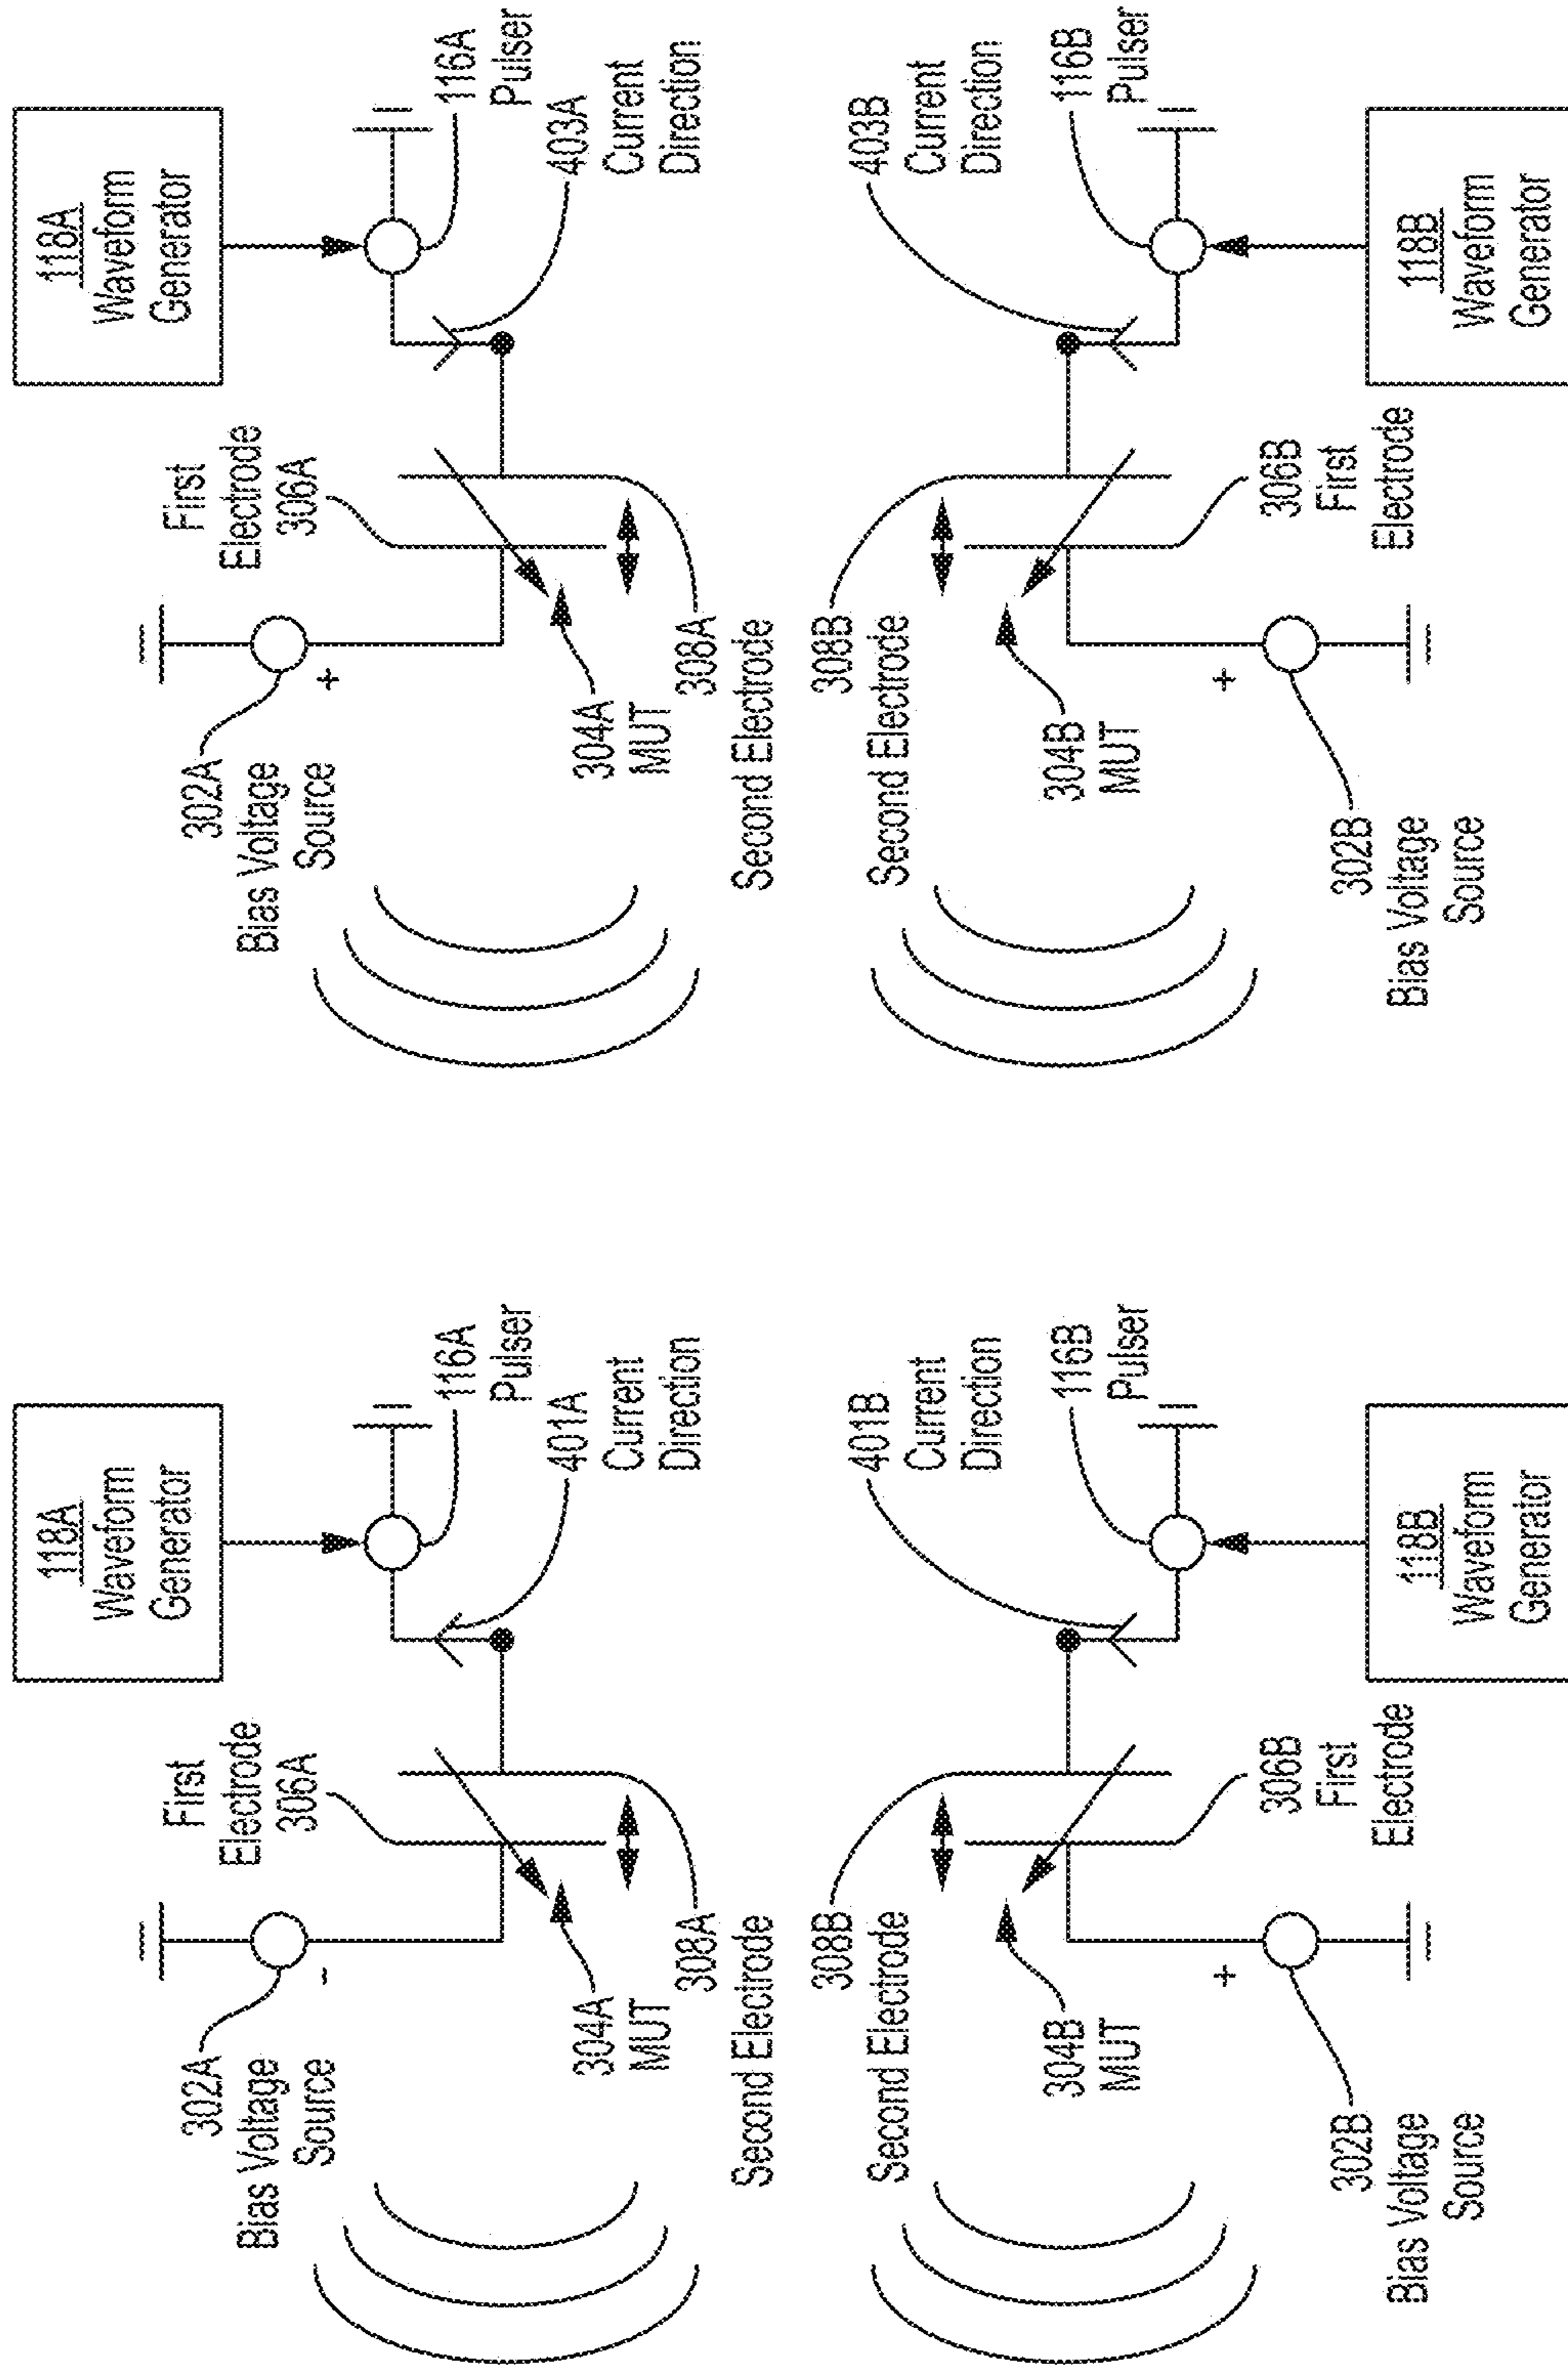 118A
Waveform
Generator
116A
Pulser
401A
Current
Direction
First
Electrode
306A
302A
Bias Voltage
Source
-
304A
MUT
308A
Second Electrode
308B
Second Electrode
304B
MUT
401B
Current
Direction
116B
Pulser
306B
First
Electrode
+
302B
Bias Voltage
Source
118B
Waveform
Generator
118A
Waveform
Generator
116A
Pulser
403A
Current
Direction
First
Electrode
306A
302A
Bias Voltage
Source
+
304A
MUT
308A
Second Electrode
308B
Second Electrode
304B
MUT
403B
Current
Direction
116B
Pulser
306B
First
Electrode
+
302B
Bias Voltage
Source
118B
Waveform
Generator